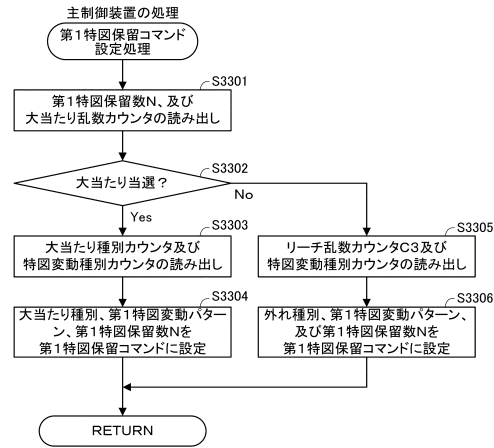 主制御装置の処理
第1特図保留コマンド
設定処理
S3301
第1特図保留数N、及び
大当たり乱数カウンタの読み出し
S3302
大当たり当選？
No
Yes
S3303
大当たり種別カウンタ及び
特図変動種別カウンタの読み出し
S3305
リーチ乱数カウンタC3及び
特図変動種別カウンタの読み出し
S3304
大当たり種別、第1特図変動パター
ン、第1特図保留数Nを
第1特図保留コマンドに設定
S3306
外れ種別、第1特図変動パターン、
及び第1特図保留数Nを
第1特図保留コマンドに設定
RETURN